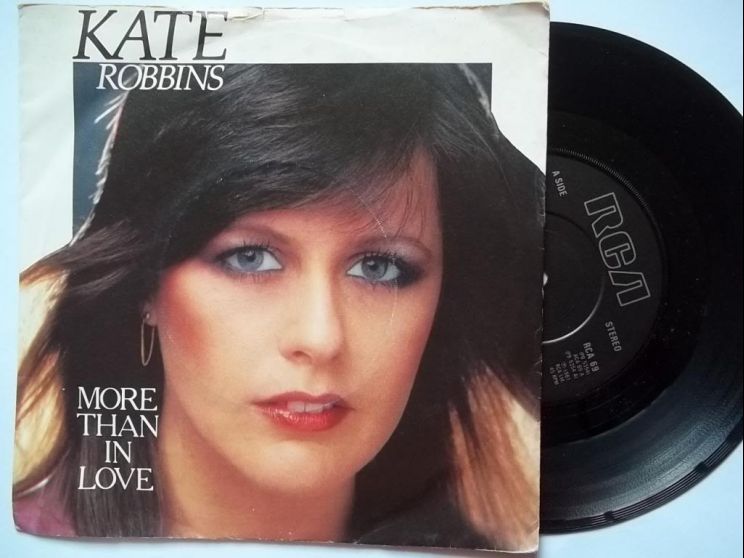 KATE
ROBBINS
MORE
THAN
IN
LOVE
A SIDE
RCA
STEREO
RCA 69